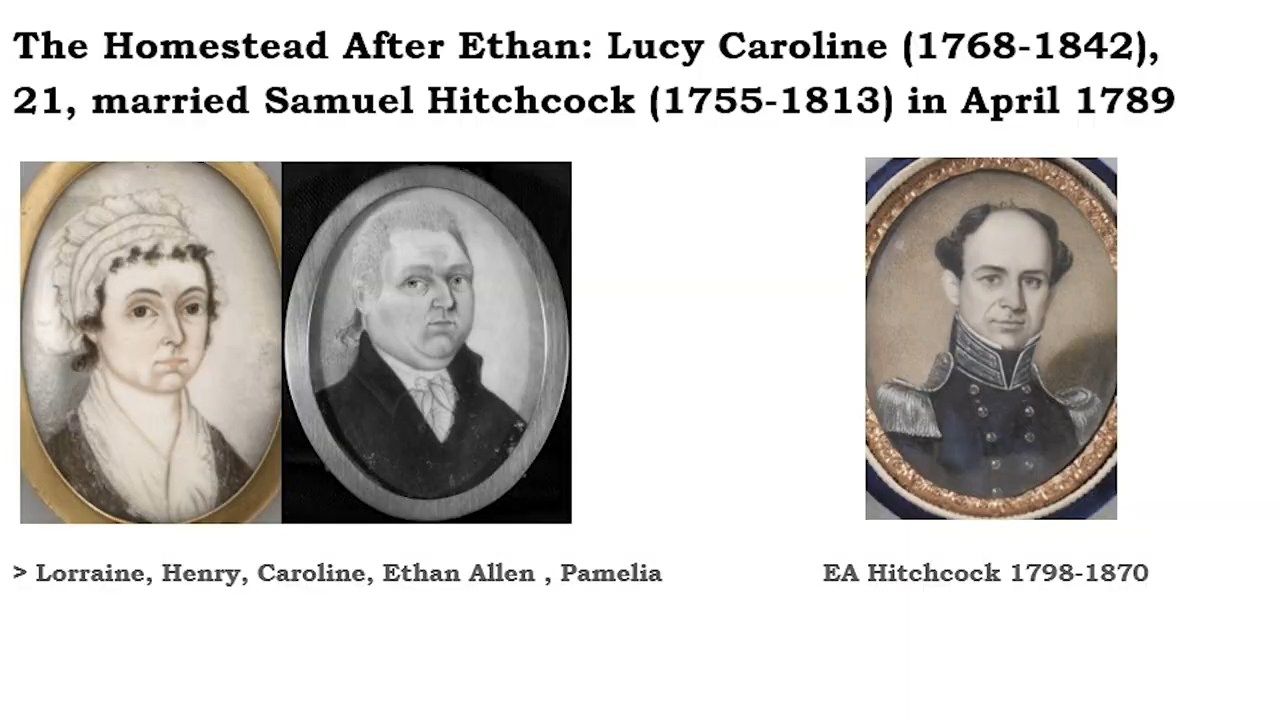 The Homestead After Ethan: Lucy Caroline (1768-1842),
21, married Samuel Hitchcock (1755-1813) in April 1789
> Lorraine, Henry, Caroline, Ethan Allen , Pamelia
EA Hitchcock 1798-1870